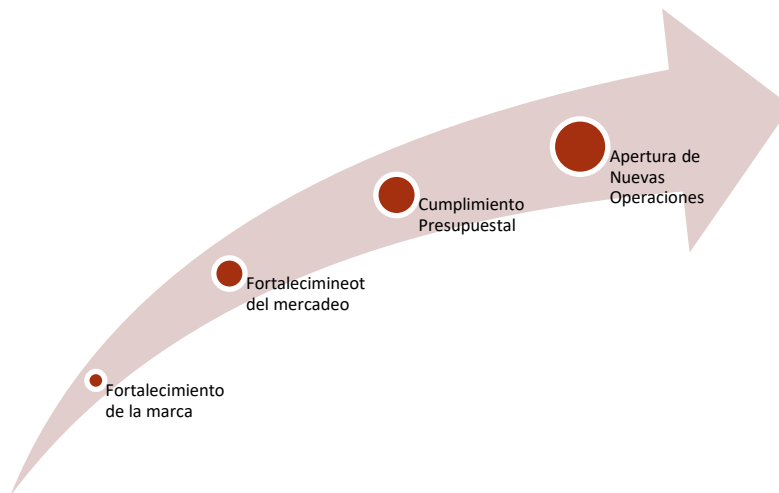 Apertura de
Nuevas
Operaciones
Cumplimiento
Presupuestal
Fortalecimineot
del mercadeo
Fortalecimiento
de la marca